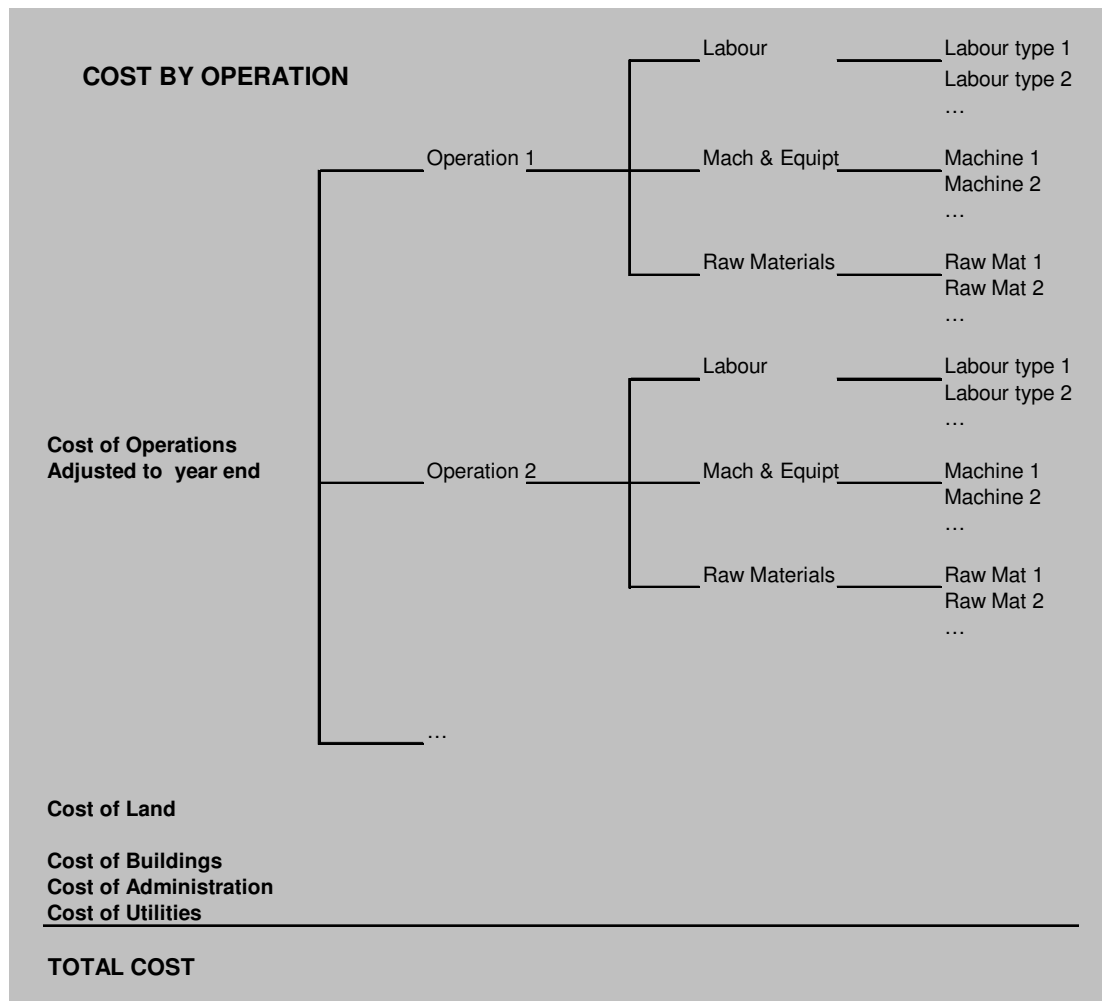 COST BY OPERATION
Labour
Labour type 1
Labour type 2
…
Operation 1
Mach & Equipt
Machine 1
Machine 2
…
Raw Materials
Raw Mat 1
Raw Mat 2
…
Labour
Labour type 1
Labour type 2
…
Cost of Operations
Adjusted to year end
Operation 2
Mach & Equipt
Machine 1
Machine 2
…
Raw Materials
Raw Mat 1
Raw Mat 2
…
…
Cost of Land
Cost of Buildings
Cost of Administration
Cost of Utilities
TOTAL COST